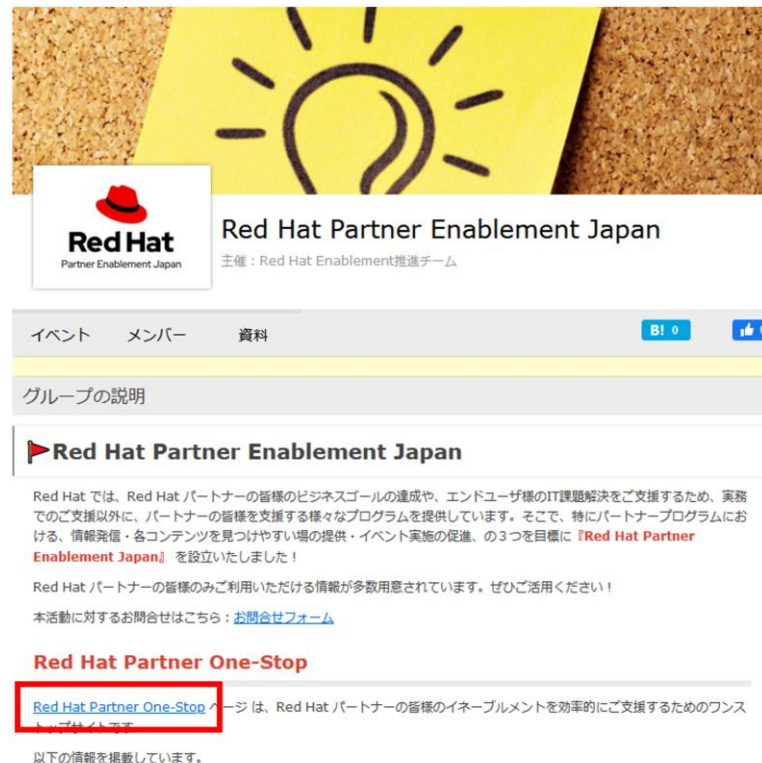 Red Hat
Partner Enablement Japan
Red Hat Partner Enablement Japan
主催：Red Hat Enablement推進チーム
イベント メンバー 資料
B! 0
グループの説明
Red Hat Partner Enablement Japan
Red Hat では、Red Hat パートナーの皆様のビジネスゴールの達成や、エンドユーザ様のIT課題解決をご支援するため、実務
でのご支援以外に、パートナーの皆様を支援する様々なプログラムを提供しています。そこで、特にパートナープログラムにお
ける、情報発信・各コンテンツを見つけやすい場の提供・イベント実施の促進、の３つを目標に『Red Hat Partner
Enablement Japan』 を設立いたしました！
Red Hat パートナーの皆様のみご利用いただける情報が多数用意されています。ぜひご活用ください！
本活動に対するお問合せはこちら：お問合せフォーム
Red Hat Partner One-Stop
Red Hat Partner One-Stop ページ は、Red Hat パートナーの皆様のイネーブルメントを効率的にご支援するためのワンス
トップサイトです
以下の情報を掲載しています。